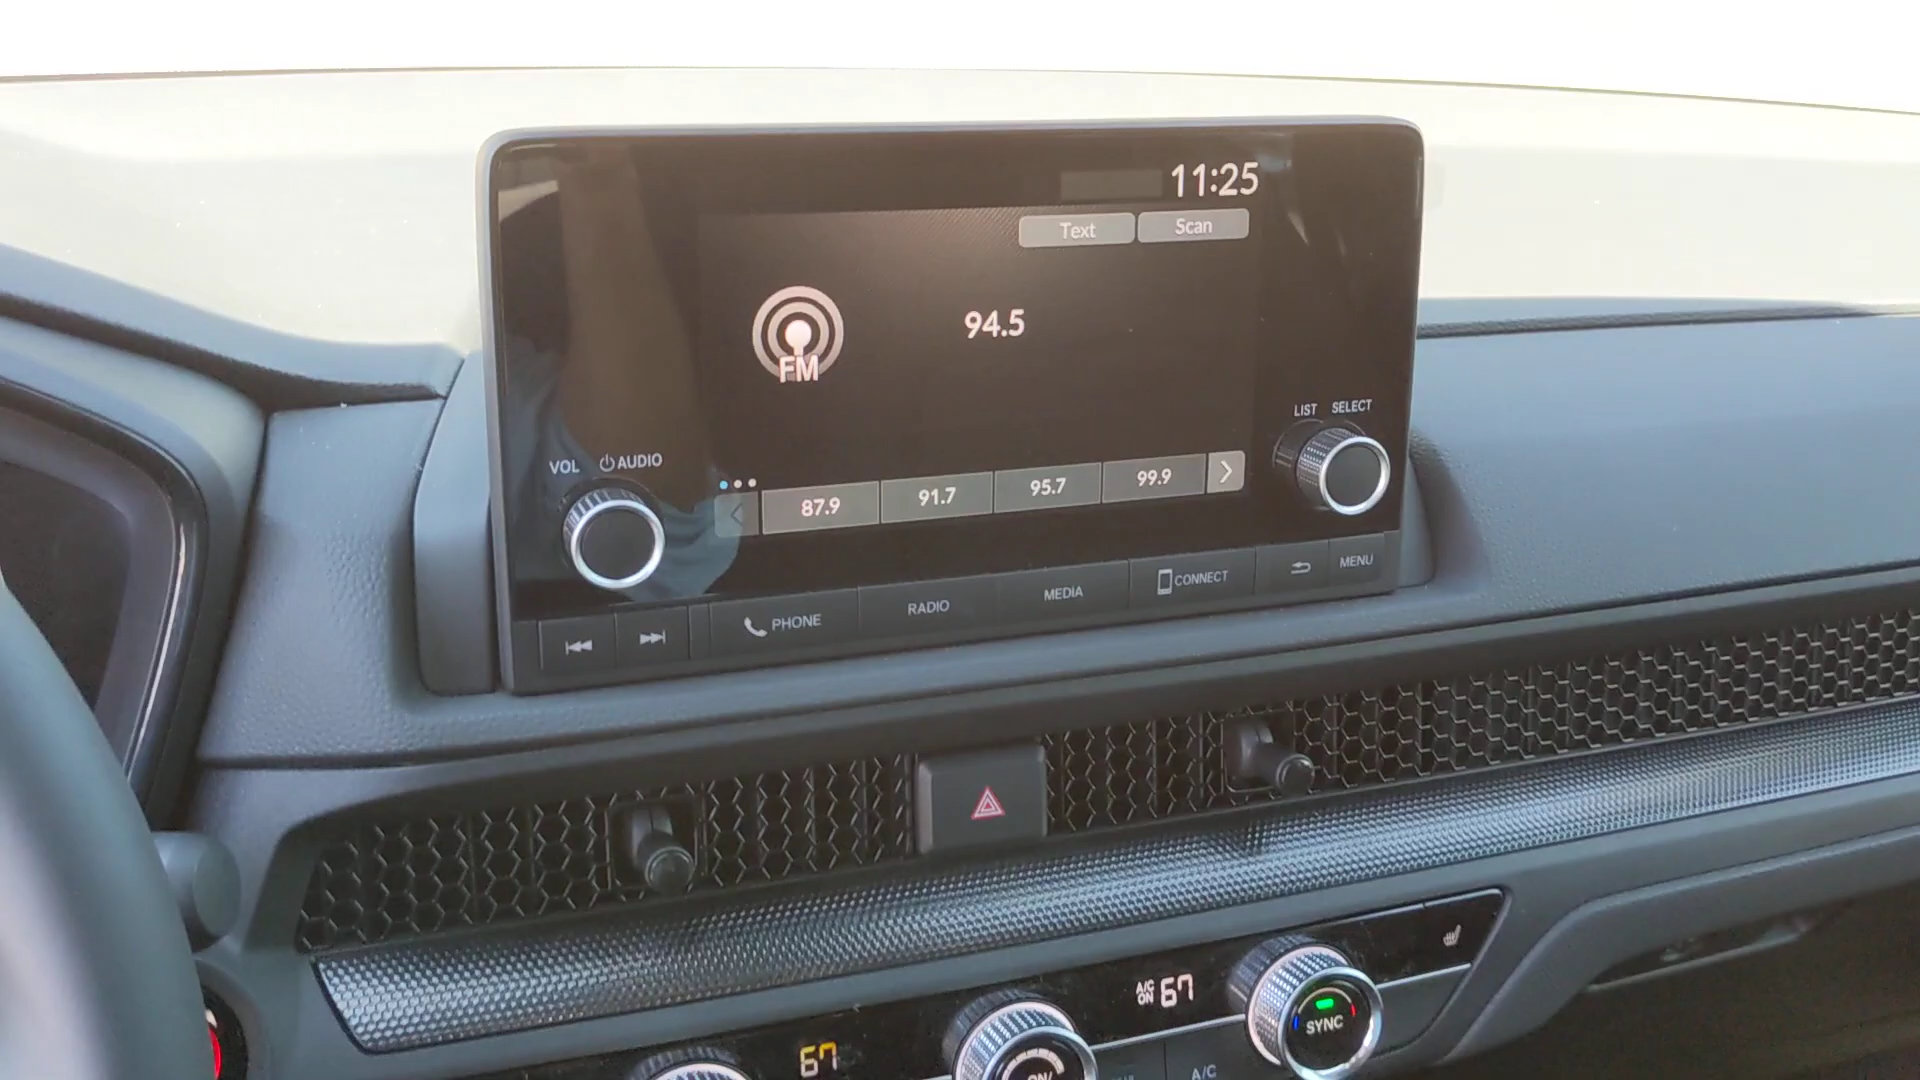 11:25
Text Scan
94.5
FM
LIST SELECT
VOL AUDIO
87.9 91.7 95.7 99.9
PHONE RADIO MEDIA CONNECT MENU
A/C ON 67
SYNC
67
ON/
A/C